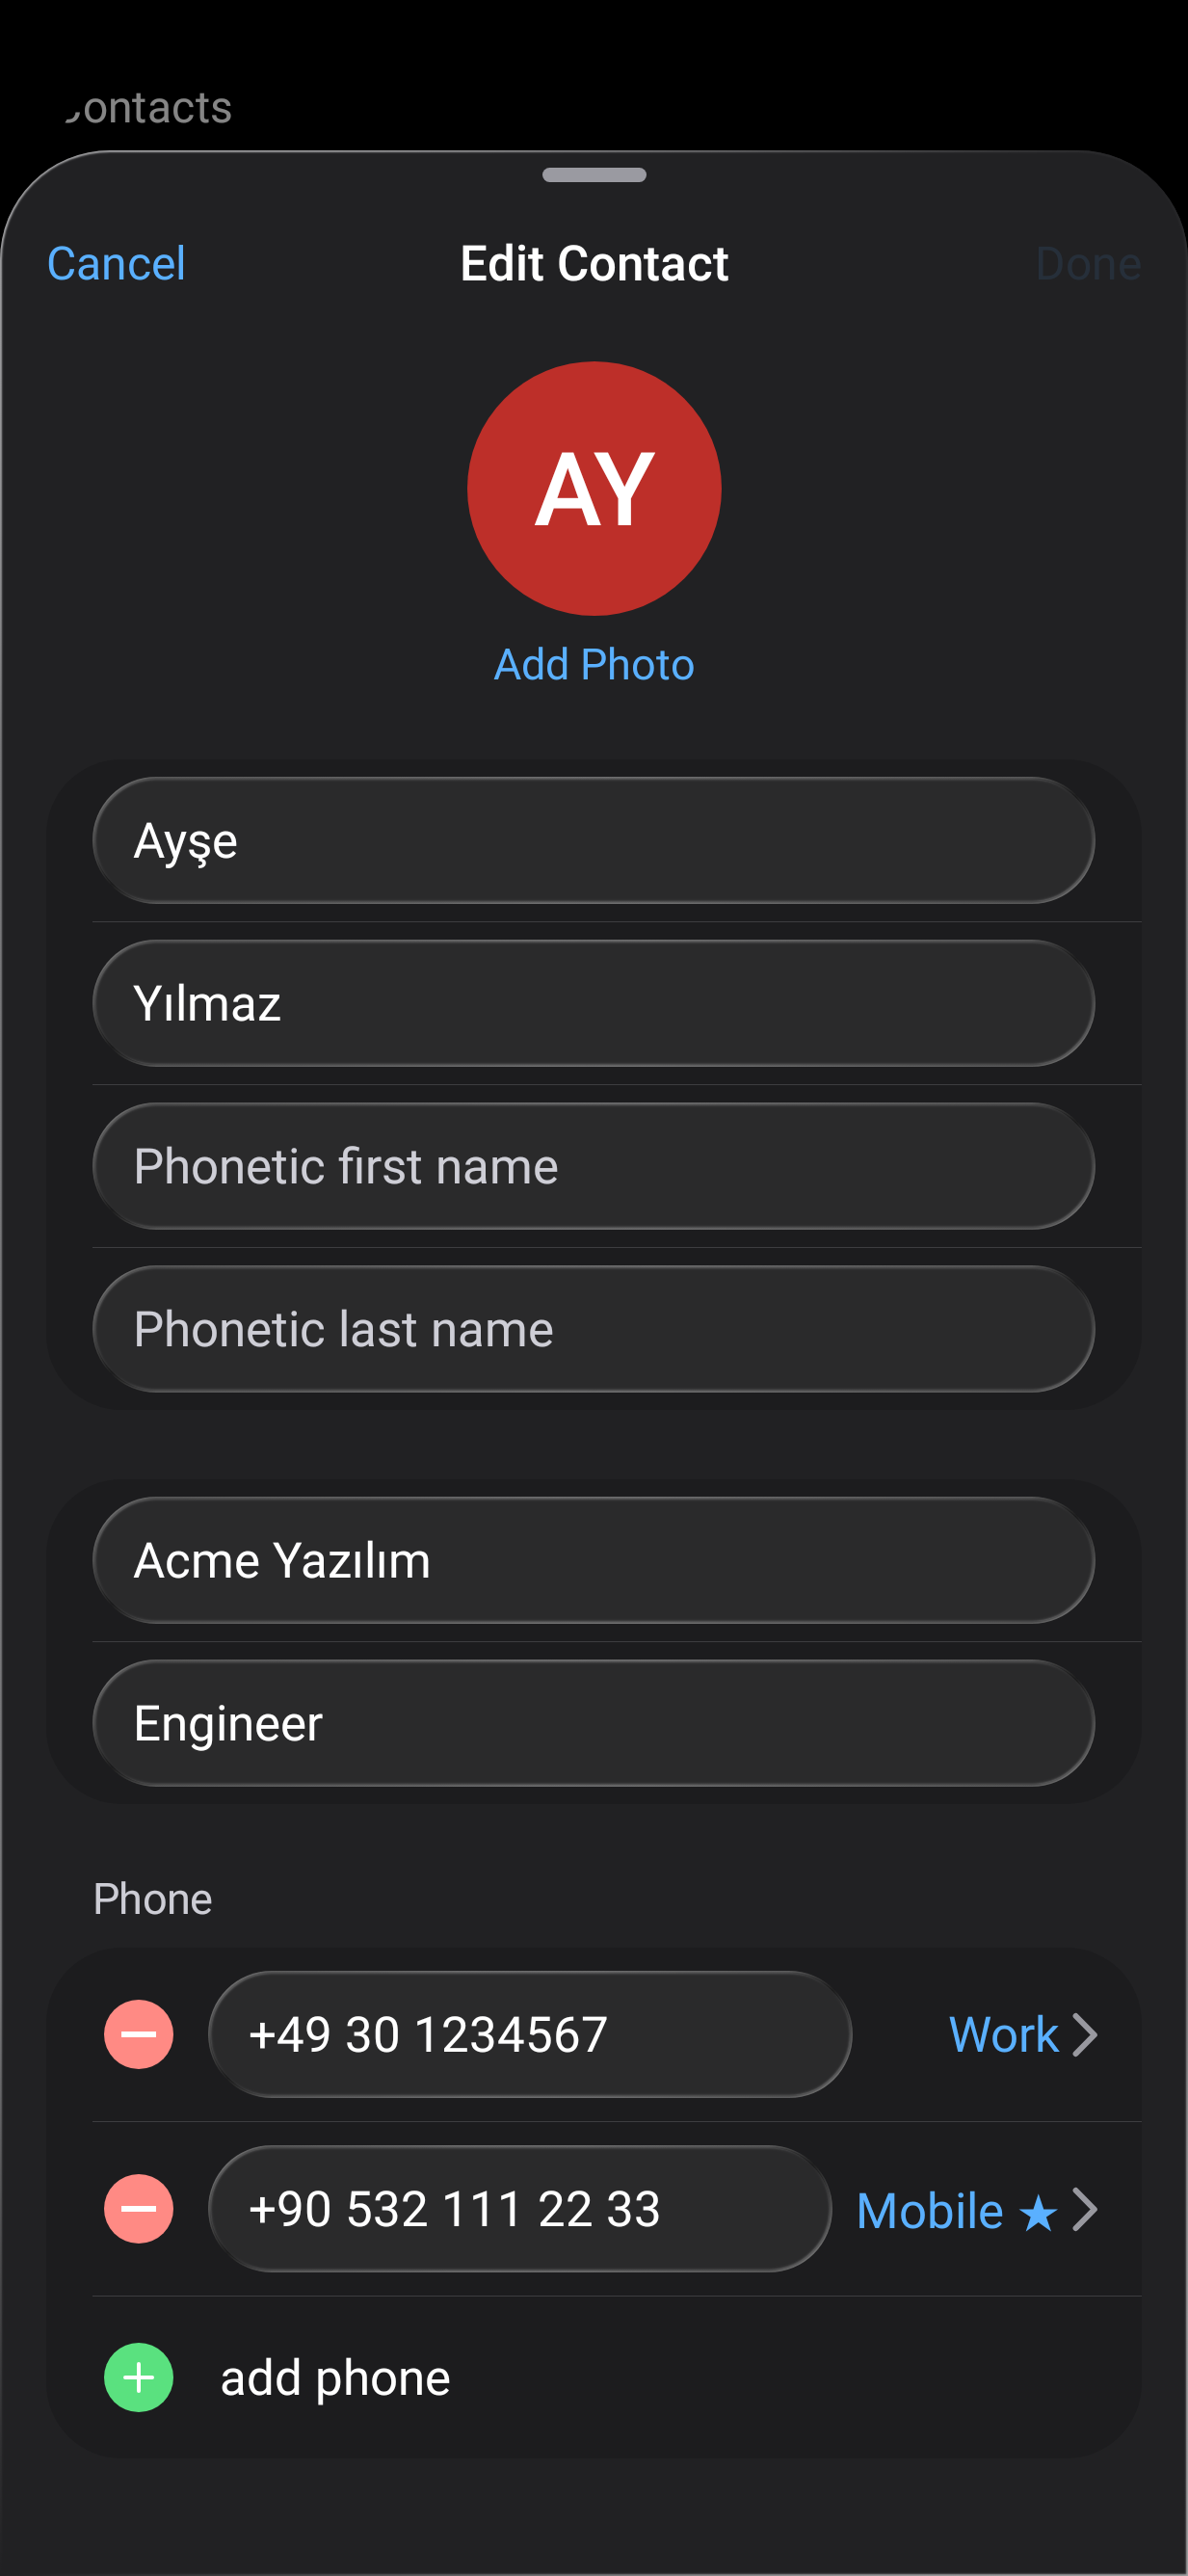 ontacts
Cancel Edit Contact Done
AY
Add Photo
Ayşe
Yılmaz
Phonetic first name
Phonetic last name
Acme Yazılım
Engineer
Phone
+49 30 1234567 Work
+90 532 111 22 33 Mobile ★
add phone